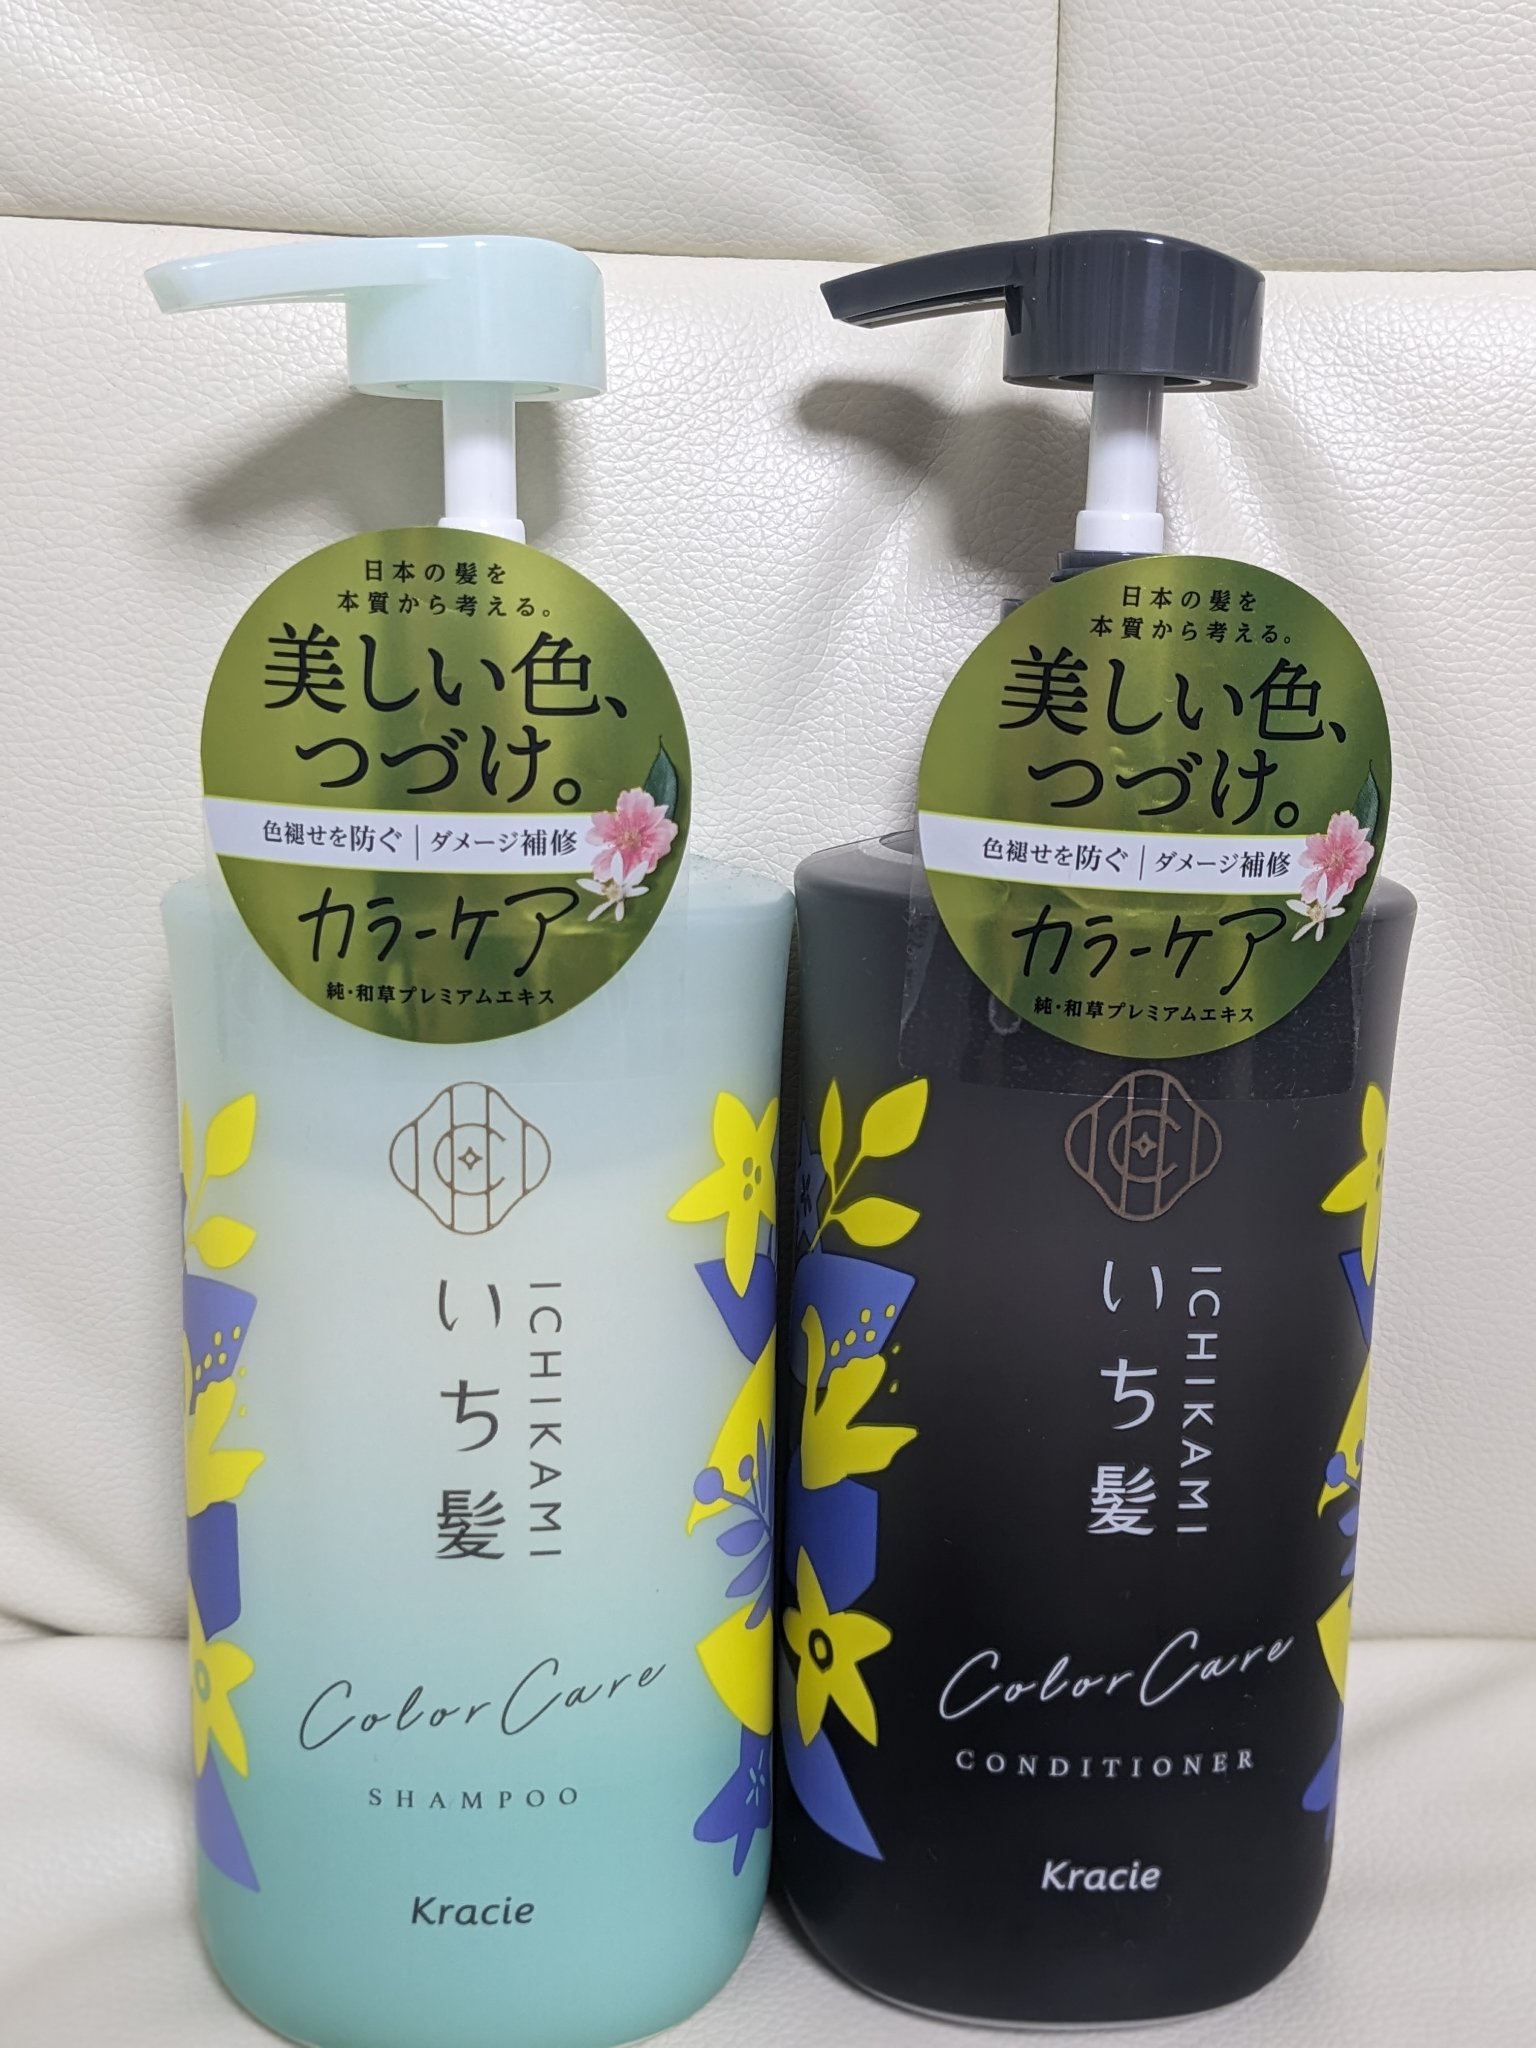 日本の髪を
本質から考える。
美しい色、
つづけ。
色褪せを防ぐ | ダメージ補修
カラーケア
純・和草プレミアムエキス
いち髪
ICHIKAMI
Color Care
SHAMPOO
Kracie
日本の髪を
本質から考える。
美しい色、
つづけ。
色褪せを防ぐ | ダメージ補修
カラーケア
純・和草プレミアムエキス
いち髪
ICHIKAMI
Color Care
CONDITIONER
Kracie